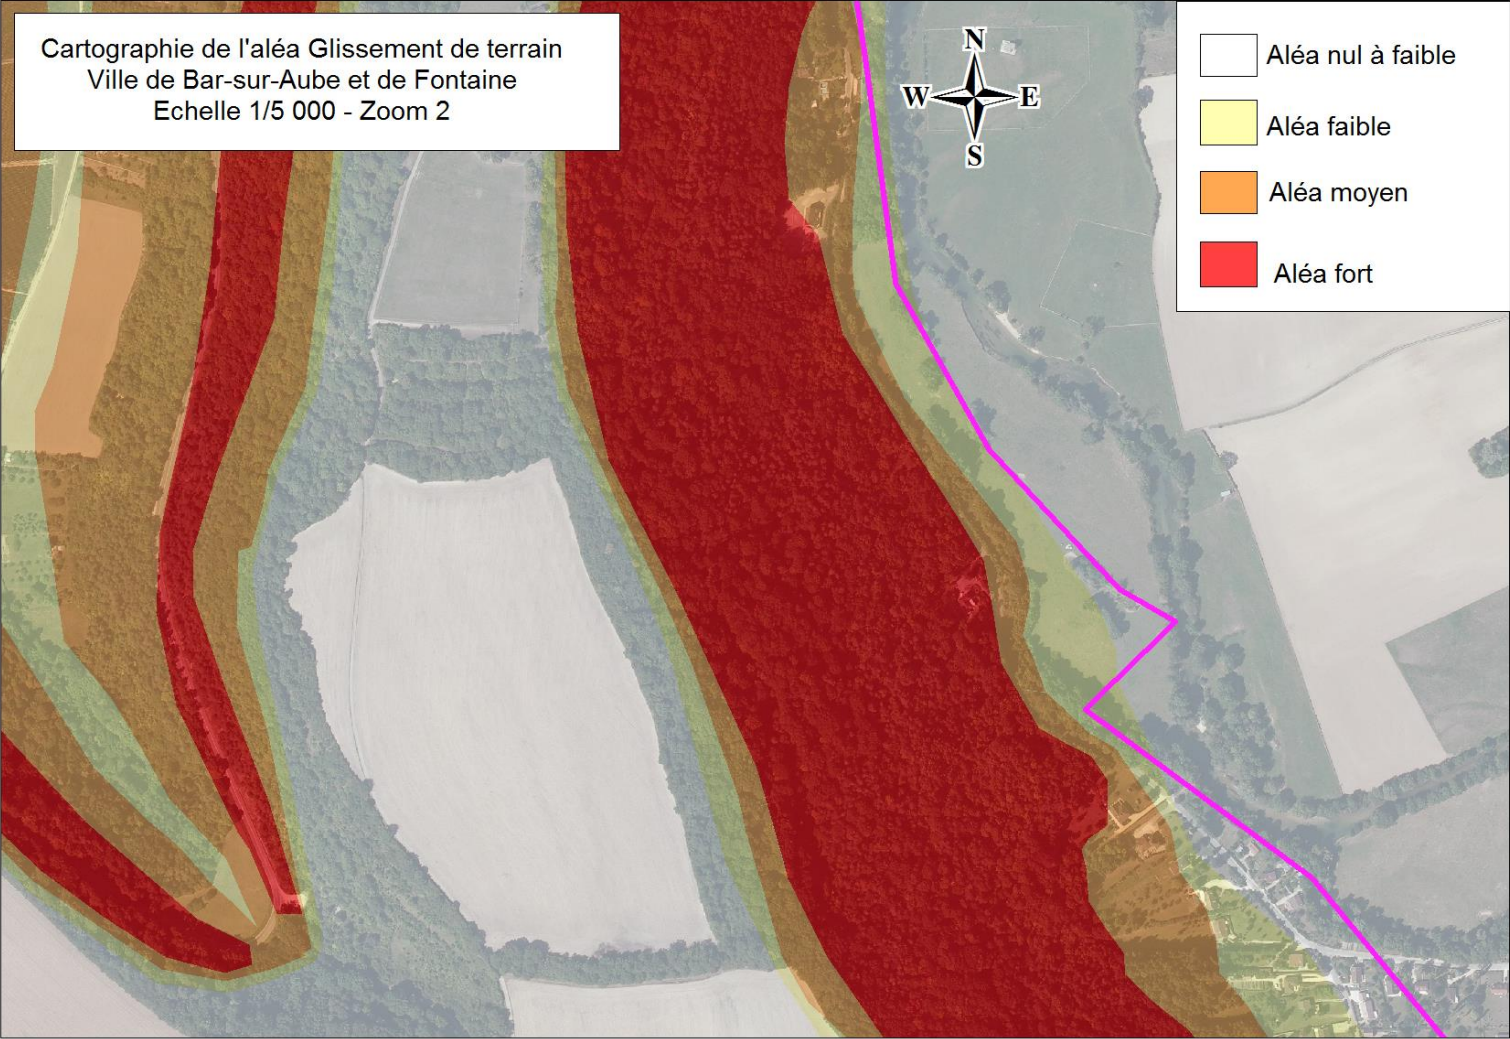 Cartographie de l'aléa Glissement de terrain
Ville de Bar-sur-Aube et de Fontaine
Echelle 1/5 000 - Zoom 2
N
W E
S
Aléa nul à faible
Aléa faible
Aléa moyen
Aléa fort